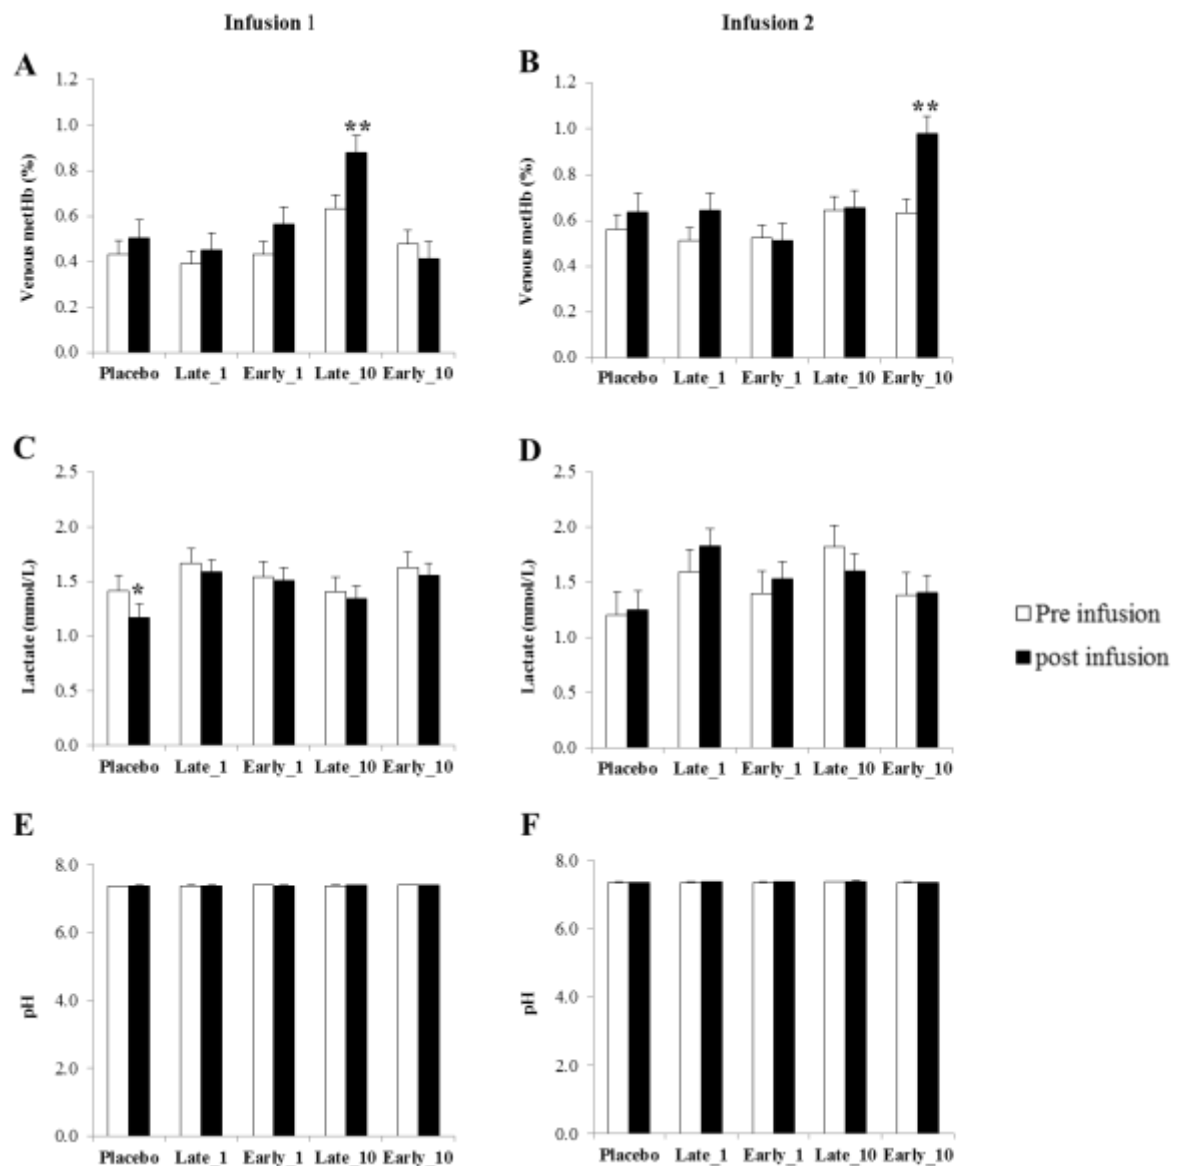 Infusion 1
Infusion 2
A
Venous metHb (%)
1.2
1.0
0.8
0.6
0.4
0.2
0.0
**
Placebo Late_1 Early_1 Late_10 Early_10
B
Venous metHb (%)
1.2
1.0
0.8
0.6
0.4
0.2
0.0
**
Placebo Late_1 Early_1 Late_10 Early_10
C
Lactate (mmol/L)
2.5
2.0
1.5
1.0
0.5
0.0
*
Placebo Late_1 Early_1 Late_10 Early_10
D
Lactate (mmol/L)
2.5
2.0
1.5
1.0
0.5
0.0
Placebo Late_1 Early_1 Late_10 Early_10
Pre infusion
post infusion
E
pH
8.0
6.0
4.0
2.0
0.0
Placebo Late_1 Early_1 Late_10 Early_10
F
pH
8.0
6.0
4.0
2.0
0.0
Placebo Late_1 Early_1 Late_10 Early_10